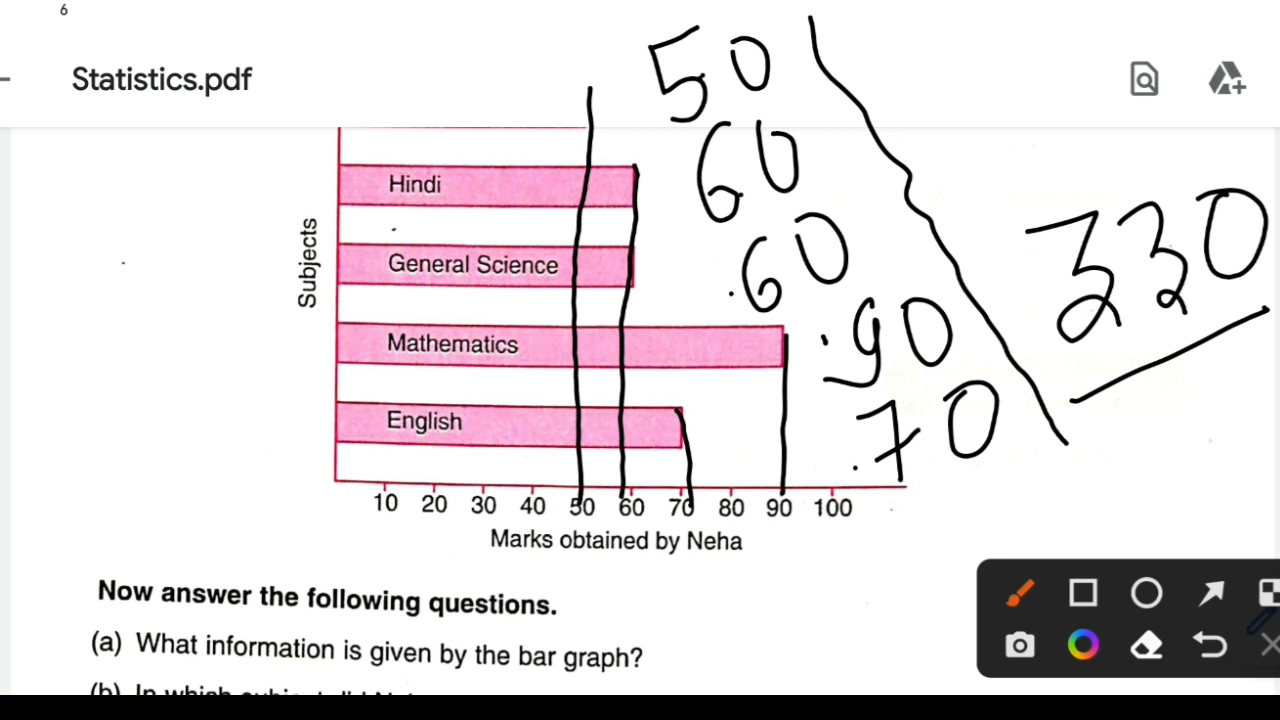 6
Statistics.pdf
50
60
60
90
70
330
Hindi
General Science
Mathematics
English
Subjects
10 20 30 40 50 60 70 80 90 100
Marks obtained by Neha
Now answer the following questions.
(a) What information is given by the bar graph?